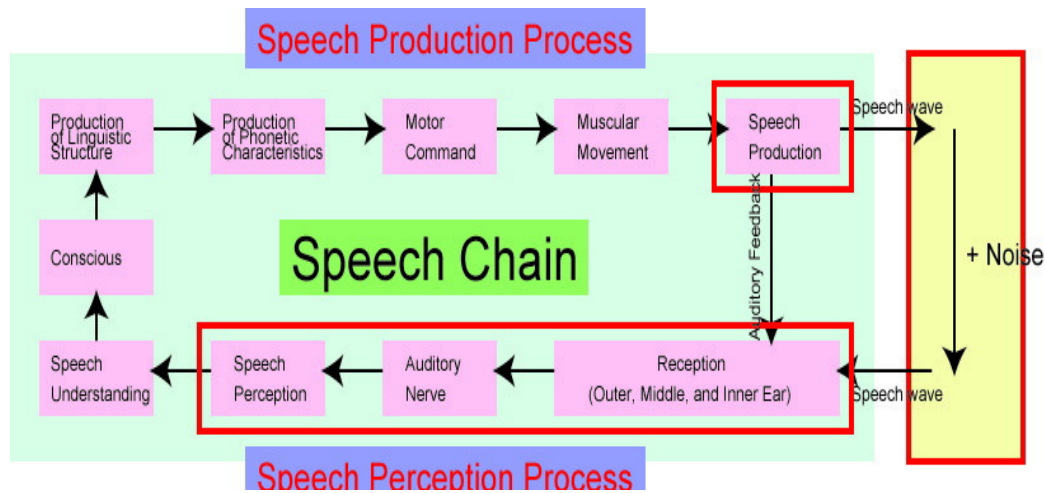 Speech Production Process
Production
of Linguistic
Structure
Production
of Phonetic
Characteristics
Motor
Command
Muscular
Movement
Speech
Production
Speech wave
Auditory Feedback
+ Noise
Conscious
Speech Chain
Speech
Understanding
Speech
Perception
Auditory
Nerve
Reception
(Outer, Middle, and Inner Ear)
Speech wave
Speech Perception Process